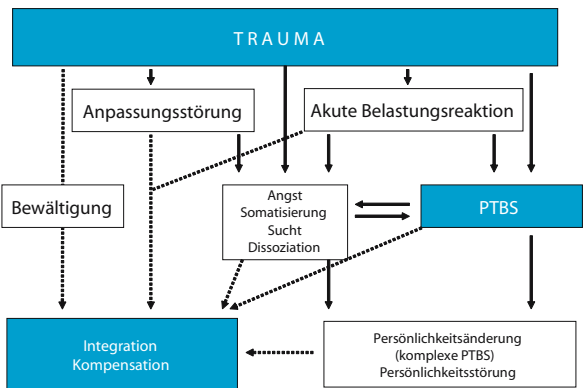 TRAUMA
Anpassungsstörung
Akute Belastungsreaktion
Bewältigung
Angst
Somatisierung
Sucht
Dissoziation
PTBS
Integration
Kompensation
Persönlichkeitsänderung
(komplexe PTBS)
Persönlichkeitsstörung